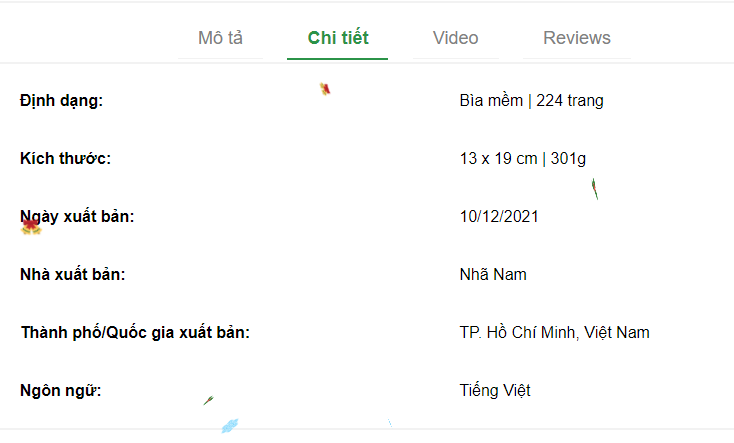 Mô tả Chi tiết Video Reviews
Định dạng: Bìa mềm | 224 trang
Kích thước: 13 x 19 cm | 301g
Ngày xuất bản: 10/12/2021
Nhà xuất bản: Nhã Nam
Thành phố/Quốc gia xuất bản: TP. Hồ Chí Minh, Việt Nam
Ngôn ngữ: Tiếng Việt